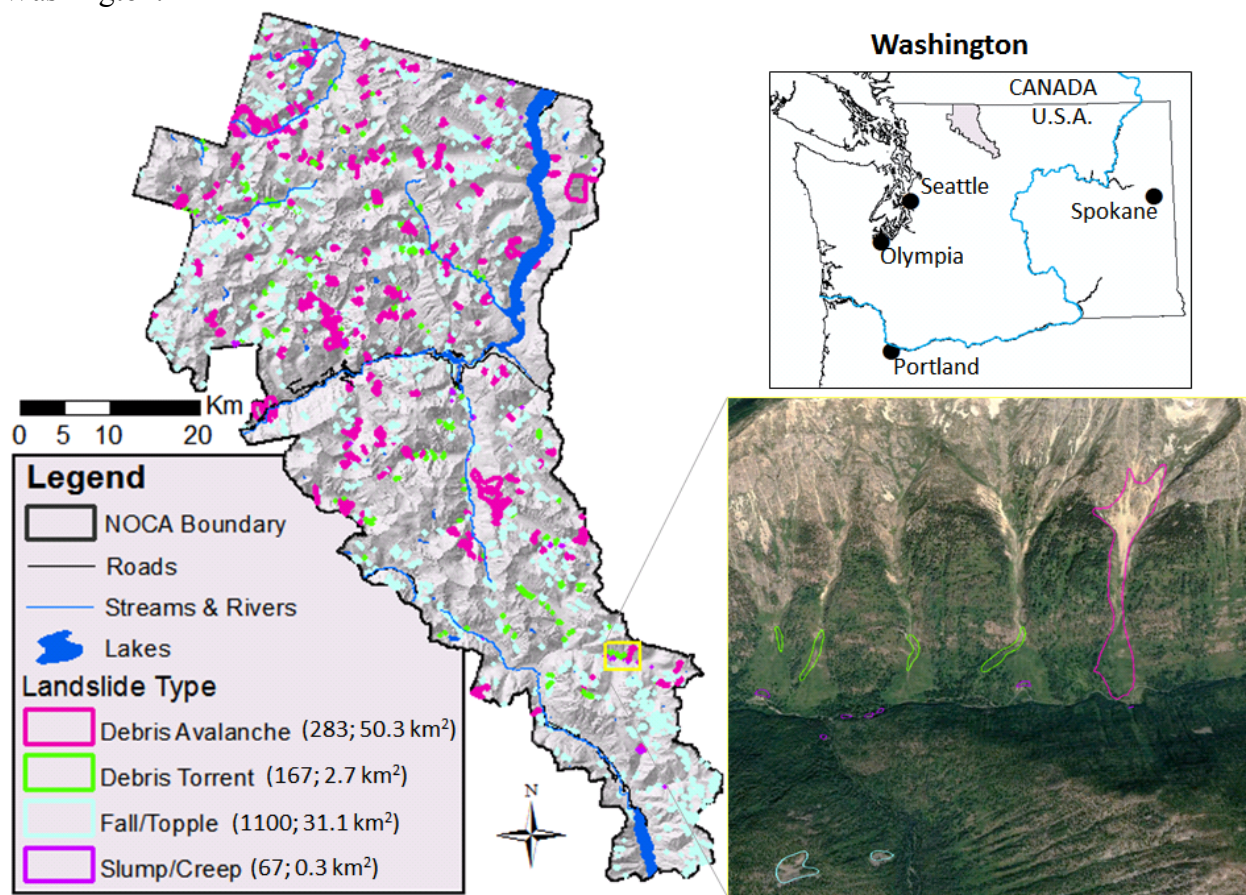 Washington
CANADA
U.S.A.
Seattle
Spokane
Olympia
Portland
Km
0 5 10 20
Legend
NOCA Boundary
Roads
Streams & Rivers
Lakes
Landslide Type
Debris Avalanche (283; 50.3 km²)
Debris Torrent (167; 2.7 km²)
Fall/Topple (1100; 31.1 km²)
Slump/Creep (67; 0.3 km²)
N